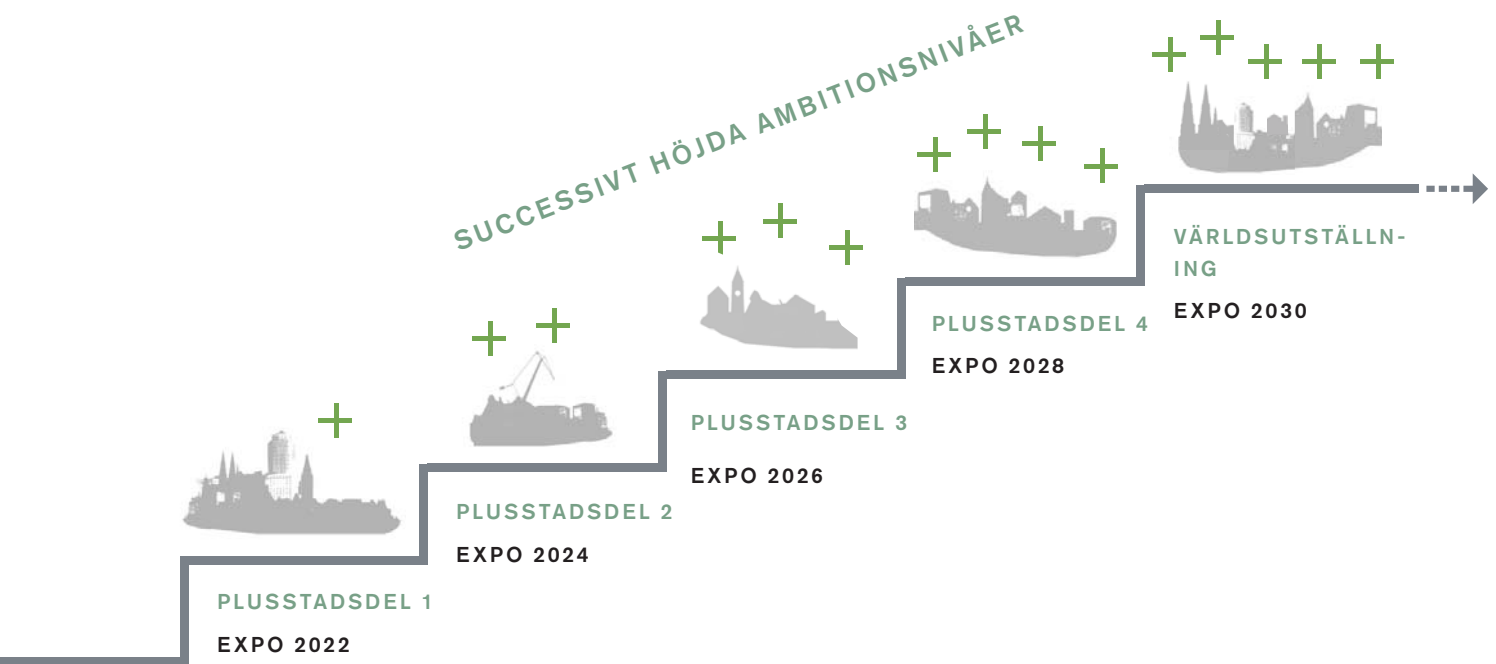 SUCCESSIVT HÖJDA AMBITIONSNIVÅER
PLUSSTADSDEL 1
EXPO 2022
PLUSSTADSDEL 2
EXPO 2024
PLUSSTADSDEL 3
EXPO 2026
PLUSSTADSDEL 4
EXPO 2028
VÄRLDSUTSTÄLLN-
ING
EXPO 2030